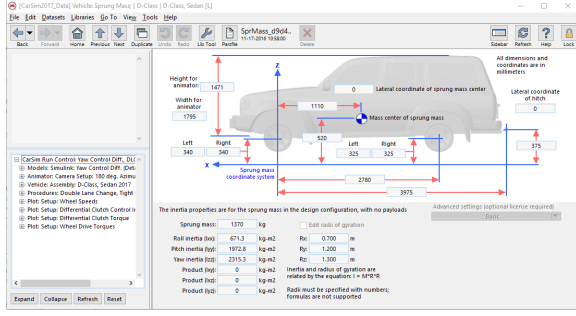 [CarSim2017_Data] Vehicle: Sprung Mass; [ D-Class ] D-Class, Sedan [L]
File Edit Datasets Libraries Go To View Tools Help
Back Forward Home Previous Next Duplicate Undo Redo Lib Tool Parsfile
SprMass_d9d4..
11-17-2016 10:58:00
Delete Sidebar Refresh Help Lock
All dimensions and
coordinates are in
millimeters
Z
Height for
animator:
1471
0
Lateral coordinate of sprung mass center
Lateral coordinate
of hitch
0
Width for
animator
1795
1110
Mass center of sprung mass
520
375
Left Right
340 340
Left Right
325 325
X
Sprung mass
coordinate system
2780
3975
CarSim Run Control: Yaw Control Diff., DLC
Models: Simulink: Yaw Control Diff. (Deta
Animator: Camera Setup: 180 deg. Azimu
Vehicle: Assembly: D-Class, Sedan 2017
Procedures: Double Lane Change, Tight
Plot: Setup: Wheel Speeds
Plot: Setup: Differential Clutch Control In
Plot: Setup: Differential Clutch Torque
Plot: Setup: Wheel Drive Torques
Expand Collapse Refresh Reset
The inertia properties are for the sprung mass in the design configuration, with no payloads
Advanced settings (optional license required)
Basic
Sprung mass: 1370 kg
Edit radii of gyration
Roll inertia (Ixx): 671.3 kg-m2 Rx: 0.700 m
Pitch inertia (Iyy): 1972.8 kg-m2 Ry: 1.200 m
Yaw inertia (Izz): 2315.3 kg-m2 Rz: 1.300 m
Product (Ixy): 0 kg-m2
Product (Ixz): 0 kg-m2
Product (Iyz): 0 kg-m2
Inertia and radius of gyration are
related by the equation: I = M*R*R
Radii must be specified with numbers;
formulas are not supported